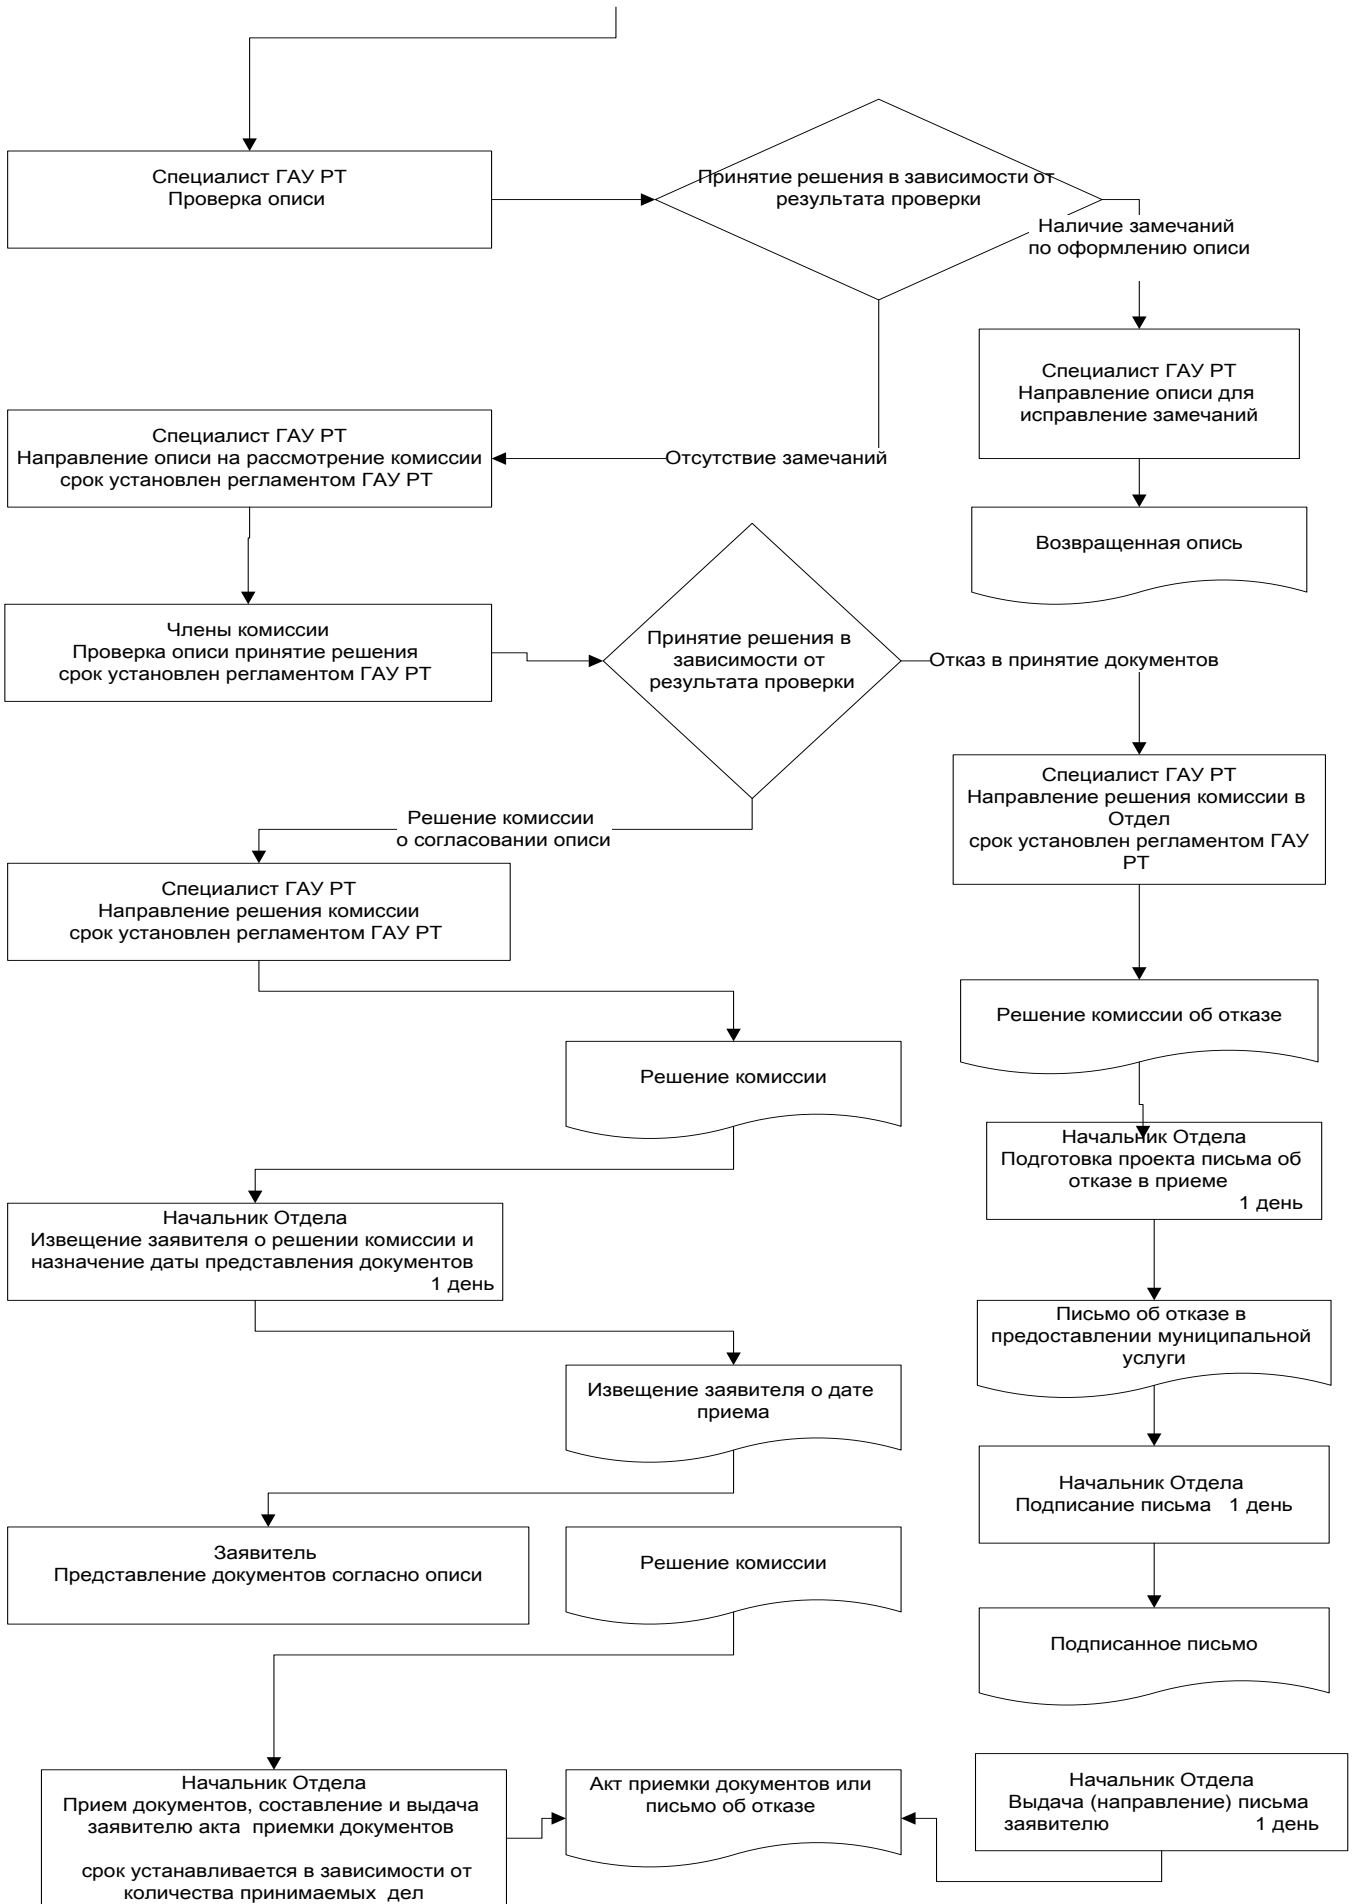 Специалист ГАУ РТ
Проверка описи
Принятие решения в зависимости от
результата проверки
Наличие замечаний
по оформлению описи
Специалист ГАУ РТ
Направление описи для
исправление замечаний
Специалист ГАУ РТ
Направление описи на рассмотрение комиссии
срок установлен регламентом ГАУ РТ
Отсутствие замечаний
Возвращенная опись
Члены комиссии
Проверка описи принятие решения
срок установлен регламентом ГАУ РТ
Принятие решения в
зависимости от
результата проверки
Отказ в принятие документов
Специалист ГАУ РТ
Направление решения комиссии в
Отдел
срок установлен регламентом ГАУ
РТ
Решение комиссии
о согласовании описи
Специалист ГАУ РТ
Направление решения комиссии
срок установлен регламентом ГАУ РТ
Решение комиссии об отказе
Решение комиссии
Начальник Отдела
Подготовка проекта письма об
отказе в приеме
1 день
Начальник Отдела
Извещение заявителя о решении комиссии и
назначение даты представления документов
1 день
Письмо об отказе в
предоставлении муниципальной
услуги
Извещение заявителя о дате
приема
Начальник Отдела
Подписание письма 1 день
Заявитель
Представление документов согласно описи
Решение комиссии
Подписанное письмо
Начальник Отдела
Прием документов, составление и выдача
заявителю акта приемки документов
срок устанавливается в зависимости от
количества принимаемых дел
Акт приемки документов или
письмо об отказе
Начальник Отдела
Выдача (направление) письма
заявителю 1 день